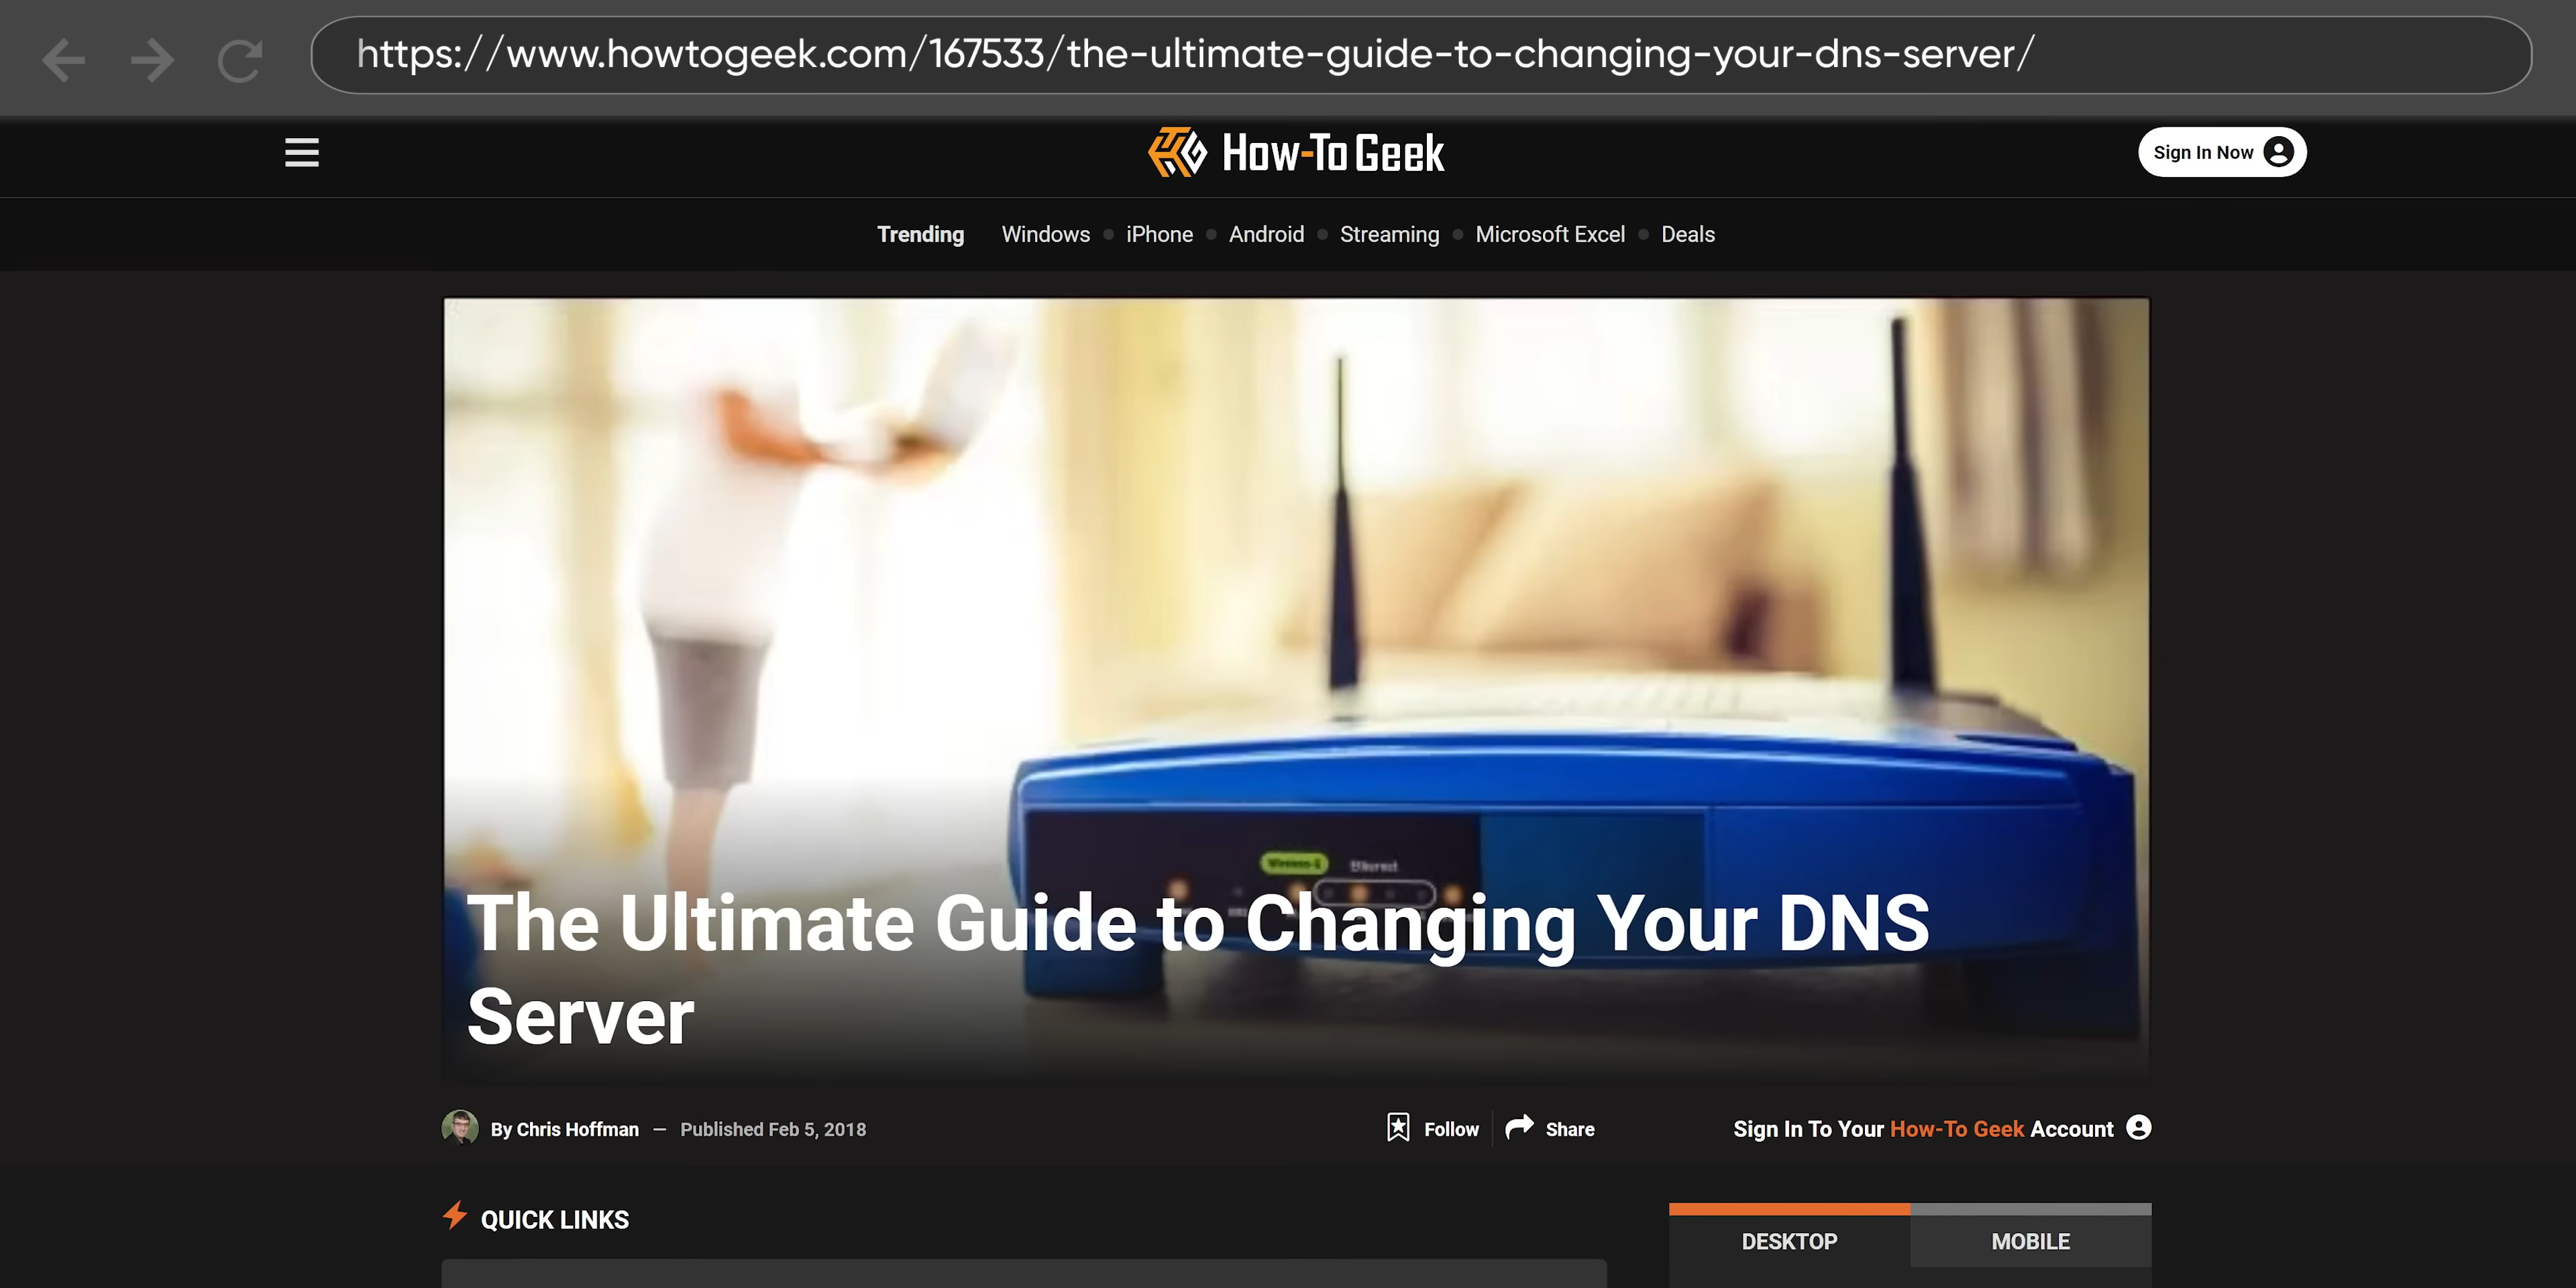 https://www.howtogeek.com/167533/the-ultimate-guide-to-changing-your-dns-server/
How-To Geek
Sign In Now
Trending Windows iPhone Android Streaming Microsoft Excel Deals
Wireless-G Ethernet
The Ultimate Guide to Changing Your DNS
Server
By Chris Hoffman — Published Feb 5, 2018
Follow Share
Sign In To Your How-To Geek Account
QUICK LINKS
DESKTOP MOBILE